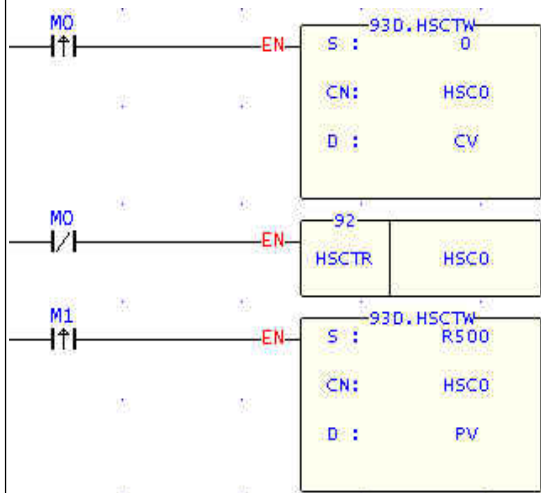 M0
EN
93D.HSCTW
S : 0
CN: HSC0
D : CV
M0
EN
92
HSCTR HSC0
M1
EN
93D.HSCTW
S : R500
CN: HSC0
D : PV